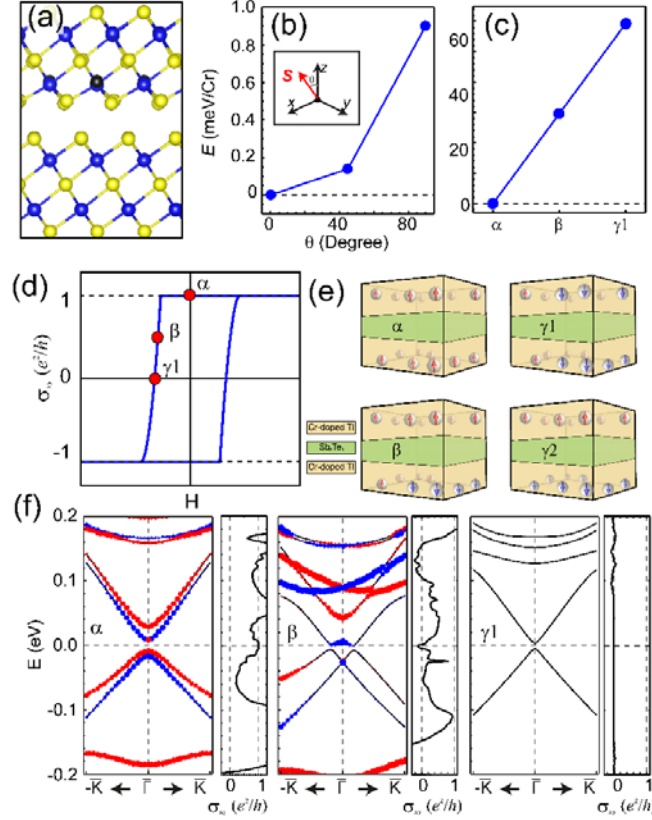 (a)
(b)
E (meV/Cr)
1.0
0.8
0.6
0.4
0.2
0
S
θ
z
x
y
0
40
80
θ (Degree)
(c)
60
40
20
0
α
β
γ1
(d)
σxy (e²/h)
1
0
-1
α
β
γ1
H
(e)
α
γ1
β
γ2
Cr-doped TI
Sb₂Te₃
Cr-doped TI
(f)
E (eV)
0.2
0.1
0.0
-0.1
-0.2
α
β
γ1
-K̄ ← Γ̄ → K̄
0 1
σxy (e²/h)
-K̄ ← Γ̄ → K̄
0 1
σxy (e²/h)
-K̄ ← Γ̄ → K̄
0 1
σxy (e²/h)